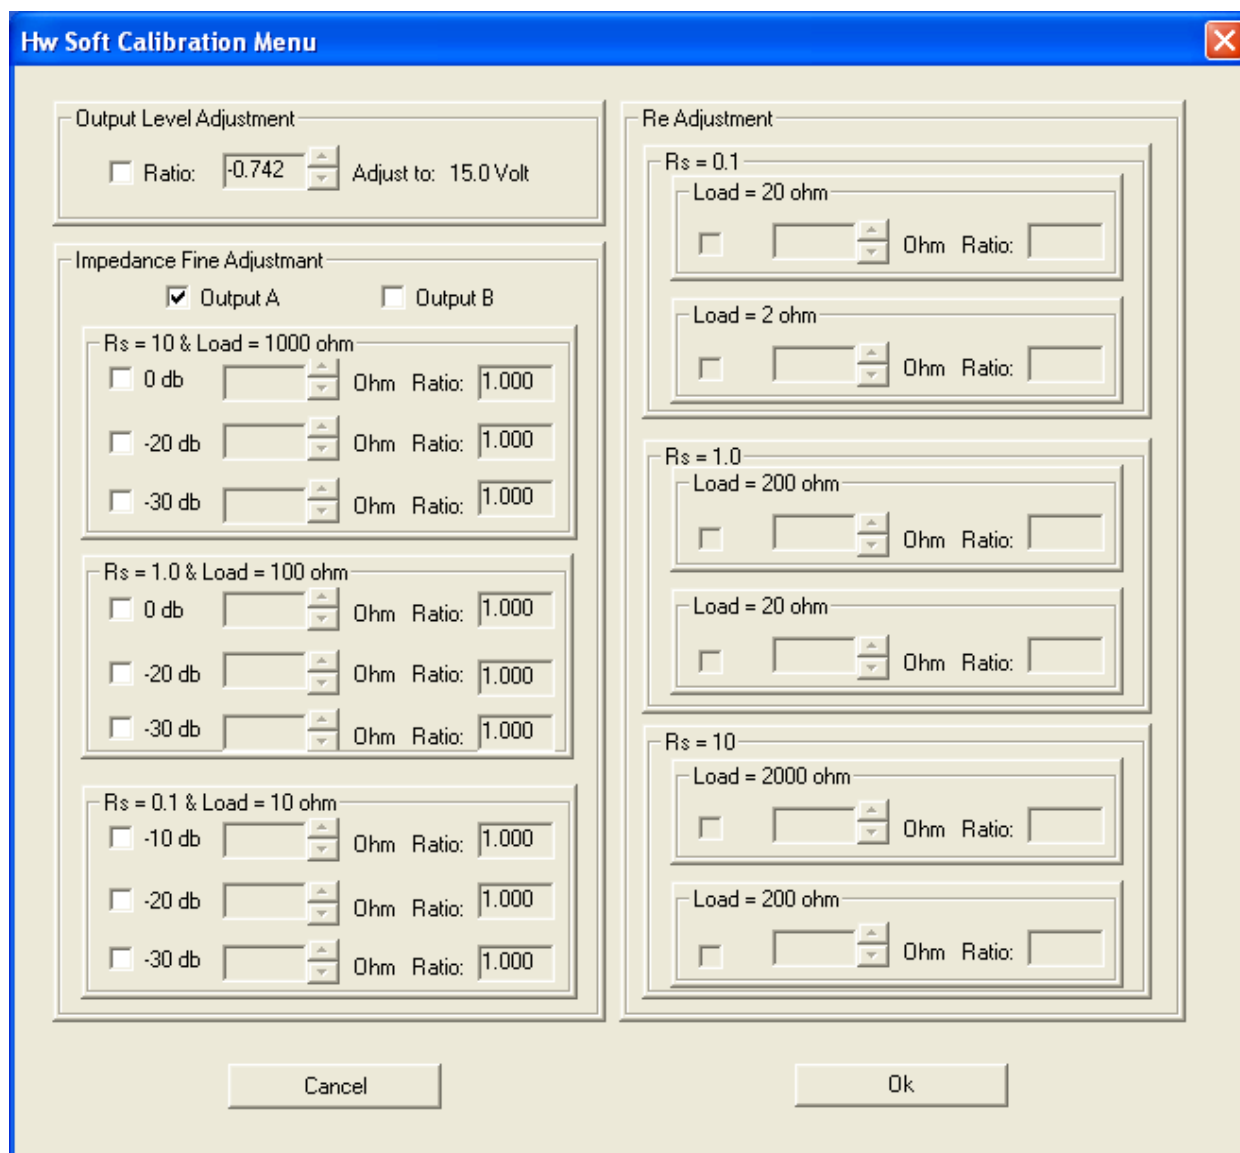 Hw Soft Calibration Menu
Output Level Adjustment
Ratio: -0.742 Adjust to: 15.0 Volt
Impedance Fine Adjustmant
Output A Output B
Rs = 10 & Load = 1000 ohm
0 db Ohm Ratio: 1.000
-20 db Ohm Ratio: 1.000
-30 db Ohm Ratio: 1.000
Rs = 1.0 & Load = 100 ohm
0 db Ohm Ratio: 1.000
-20 db Ohm Ratio: 1.000
-30 db Ohm Ratio: 1.000
Rs = 0.1 & Load = 10 ohm
-10 db Ohm Ratio: 1.000
-20 db Ohm Ratio: 1.000
-30 db Ohm Ratio: 1.000
Re Adjustment
Rs = 0.1
Load = 20 ohm
Ohm Ratio:
Load = 2 ohm
Ohm Ratio:
Rs = 1.0
Load = 200 ohm
Ohm Ratio:
Load = 20 ohm
Ohm Ratio:
Rs = 10
Load = 2000 ohm
Ohm Ratio:
Load = 200 ohm
Ohm Ratio:
Cancel Ok